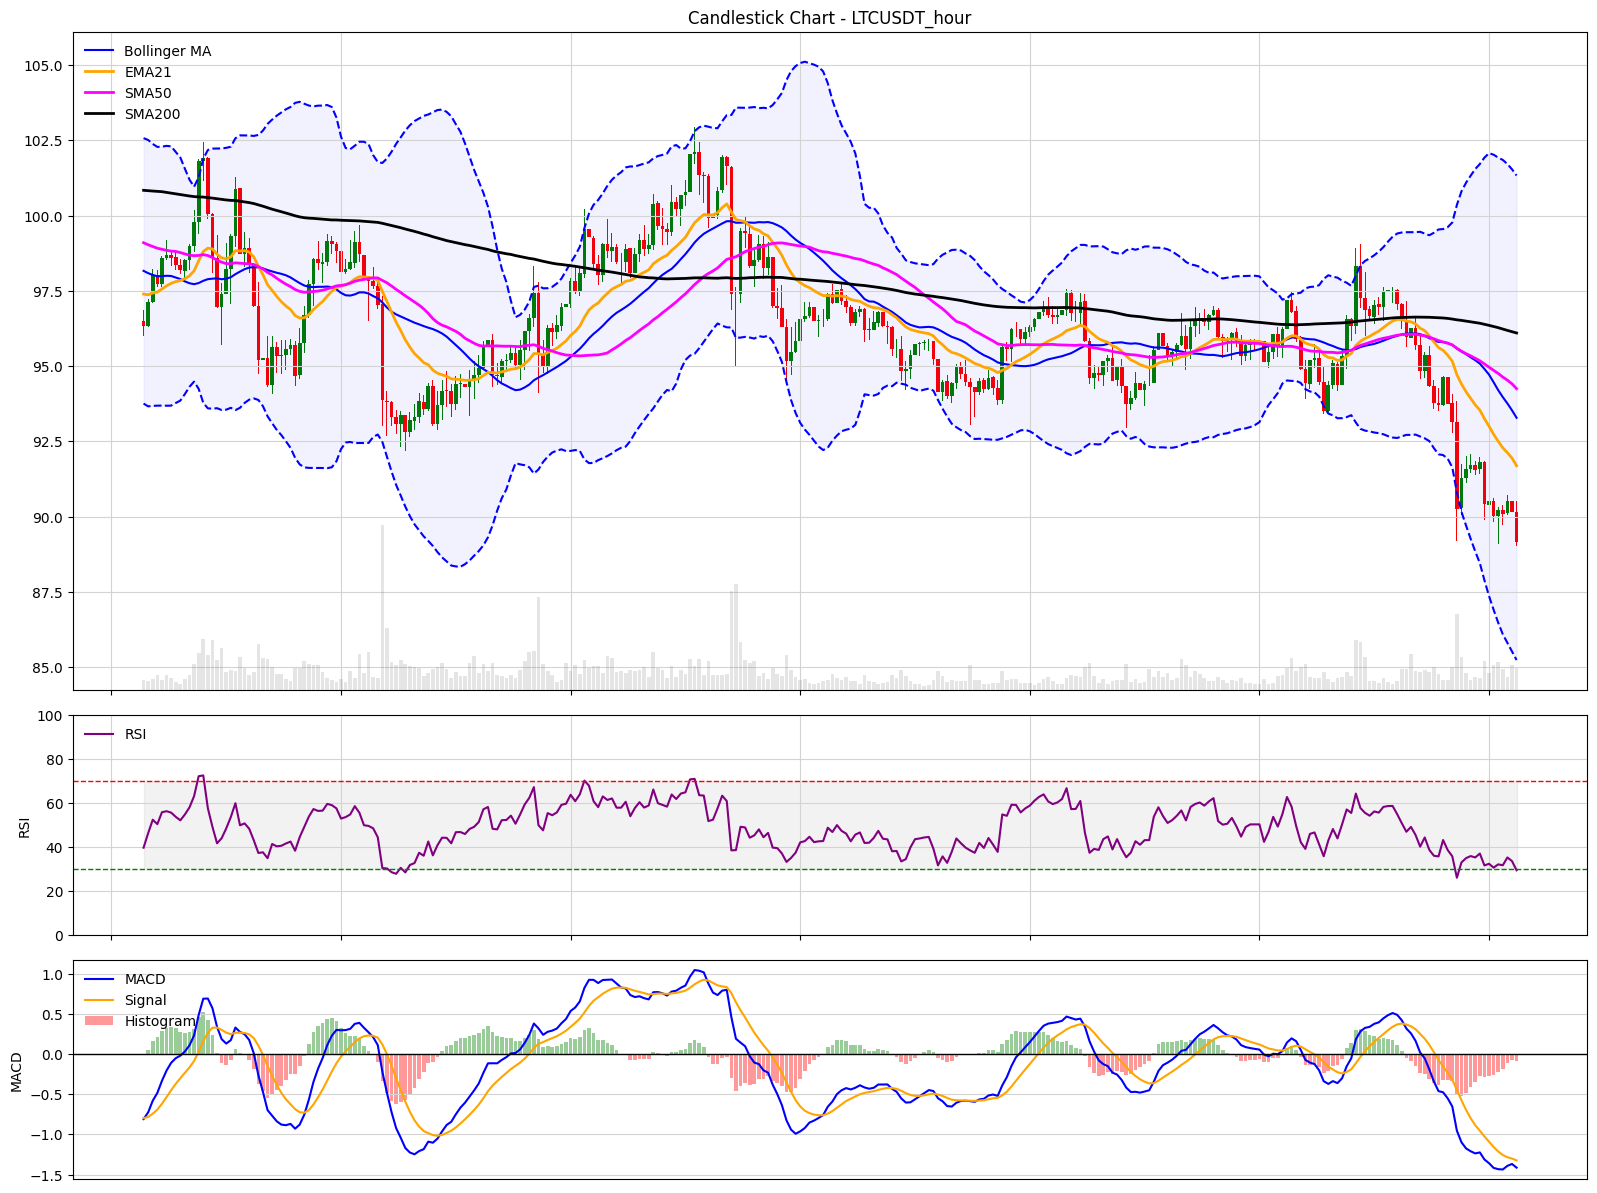 Candlestick Chart - LTCUSDT_hour
Bollinger MA
EMA21
SMA50
SMA200
105.0
102.5
100.0
97.5
95.0
92.5
90.0
87.5
85.0
RSI
100
80
60
40
20
0
RSI
MACD
Signal
Histogram
1.0
0.5
0.0
−0.5
−1.0
−1.5
MACD